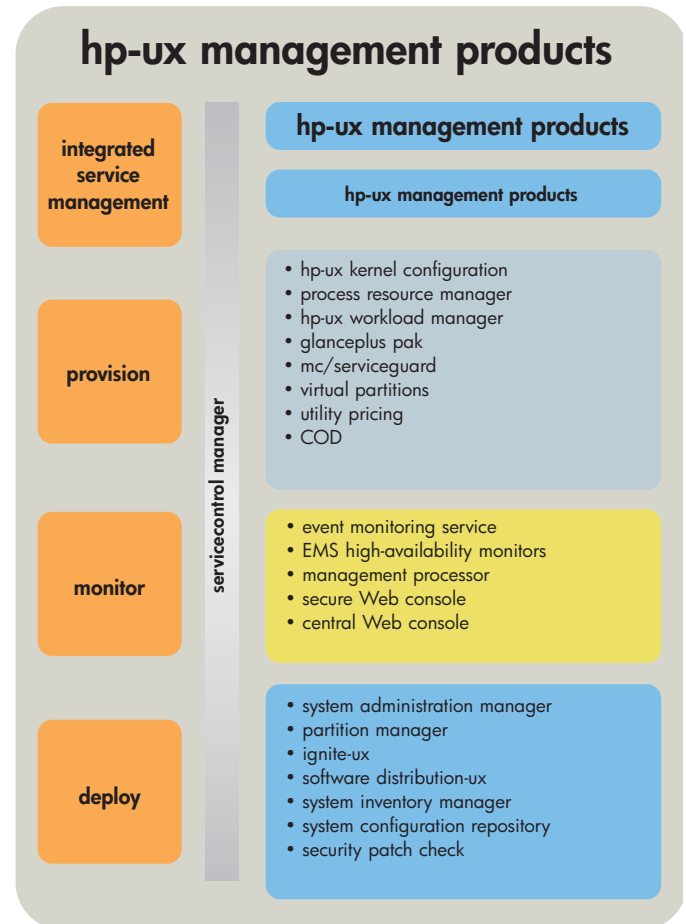 hp-ux management products
integrated
service
management
hp-ux management products
hp-ux management products
servicecontrol manager
provision
• hp-ux kernel configuration
• process resource manager
• hp-ux workload manager
• glanceplus pak
• mc/serviceguard
• virtual partitions
• utility pricing
• COD
monitor
• event monitoring service
• EMS high-availability monitors
• management processor
• secure Web console
• central Web console
deploy
• system administration manager
• partition manager
• ignite-ux
• software distribution-ux
• system inventory manager
• system configuration repository
• security patch check